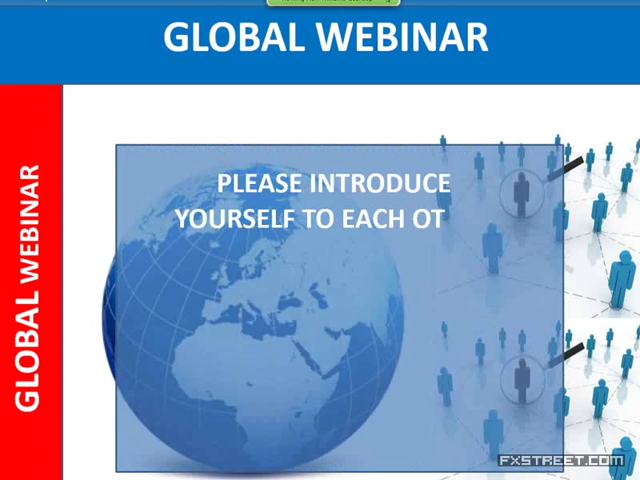 GLOBAL WEBINAR
GLOBAL WEBINAR
PLEASE INTRODUCE
YOURSELF TO EACH OT
FXSTREET.COM